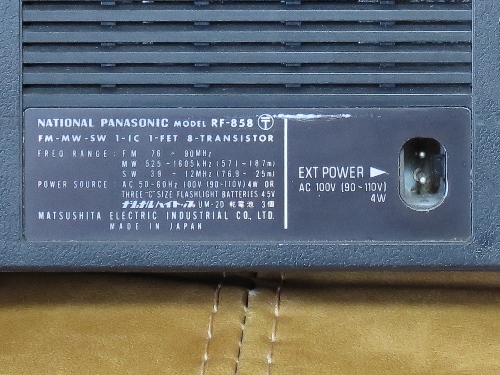 NATIONAL PANASONIC MODEL RF-858 T
FM-MW-SW 1-IC 1-FET 8-TRANSISTOR
FREQ RANGE: FM 76 ~ 90MHz
MW 525 ~ 1605kHz (571 ~ 187m)
SW 3.9 ~ 12MHz (76.9 ~ 25m)
POWER SOURCE: AC 50-60Hz 100V (90~110V) 4W OR
THREE "C" SIZE FLASHLIGHT BATTERIES 4.5V
ナショナルハイトップ UM-2D 乾電池 3個
MATSUSHITA ELECTRIC INDUSTRIAL CO., LTD.
MADE IN JAPAN
EXT POWER ▶
AC 100V (90~110V)
4W